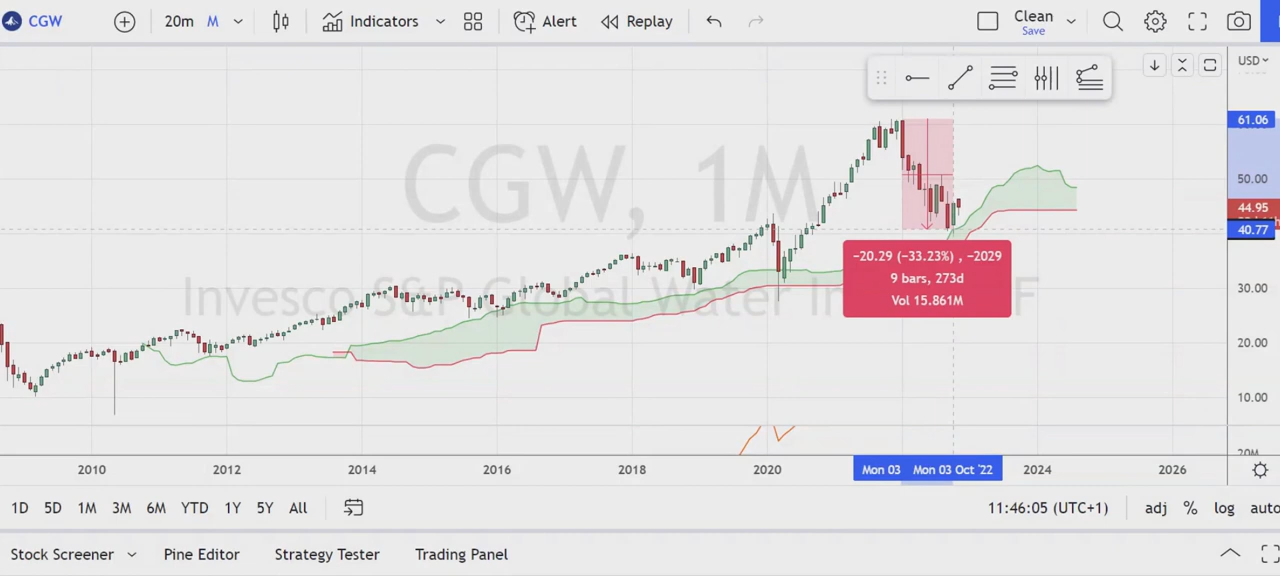 CGW
20m M
Indicators
Alert
Replay
Clean
Save
USD
CGW, 1M
Invesco S&P Global Water In F
61.06
50.00
44.95
40.77
30.00
20.00
10.00
−20.29 (−33.23%) , −2029
9 bars, 273d
Vol 15.861M
2010 2012 2014 2016 2018 2020 Mon 03 Mon 03 Oct '22 2024 2026
1D 5D 1M 3M 6M YTD 1Y 5Y All
11:46:05 (UTC+1) adj % log auto
Stock Screener Pine Editor Strategy Tester Trading Panel